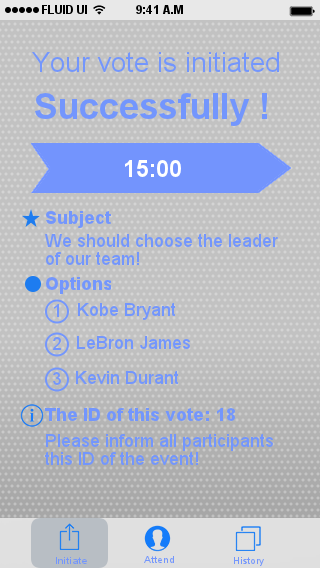 FLUID UI 9:41 A.M
Your vote is initiated
Successfully !
15:00
Subject
We should choose the leader
of our team!
Options
1 Kobe Bryant
2 LeBron James
3 Kevin Durant
i The ID of this vote: 18
Please inform all participants
this ID of the event!
Initiate Attend History